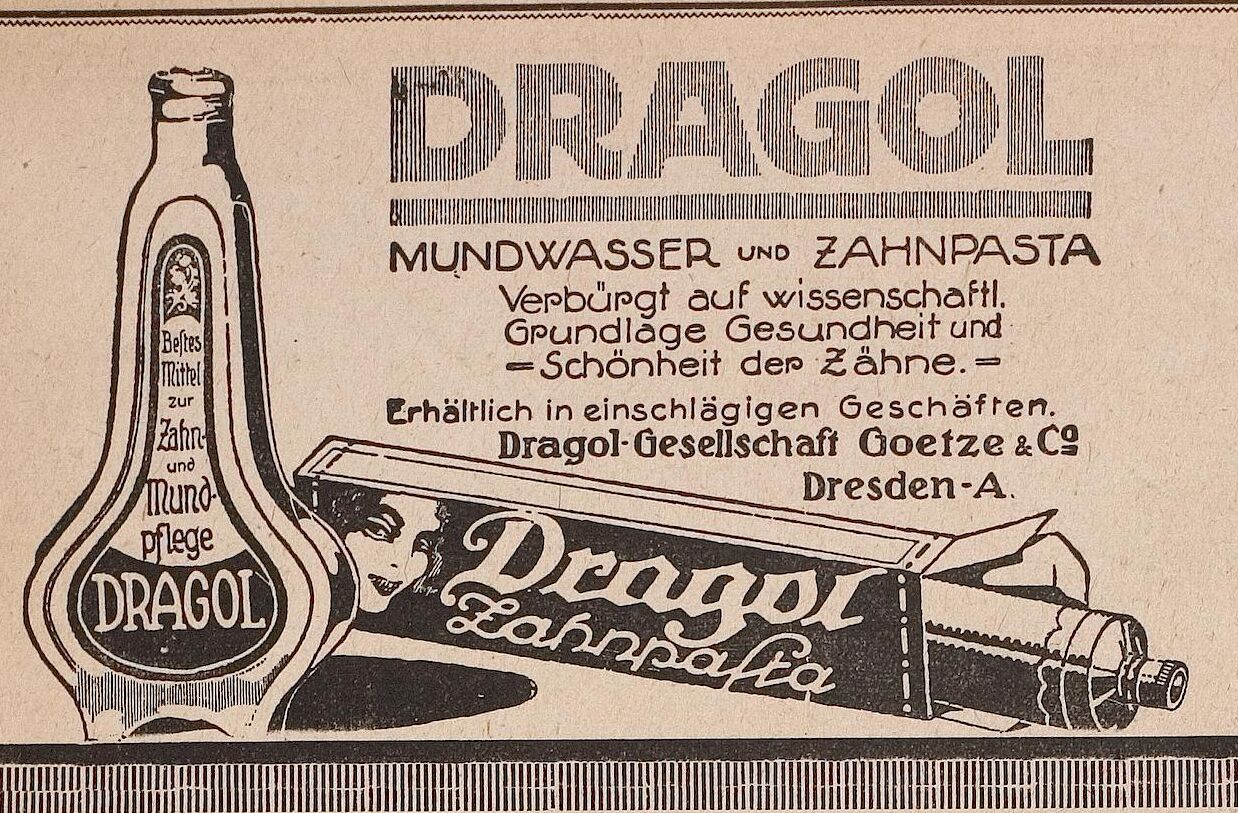 DRAGOL
MUNDWASSER UND ZAHNPASTA
Verbürgt auf wissenschaftl.
Grundlage Gesundheit und
=Schönheit der Zähne.=
Erhältlich in einschlägigen Geschäften.
Dragol-Gesellschaft Goetze & Co
Dresden-A.
Beſtes
Mittel
zur
Zahn-
und
Mund-
pflege
DRAGOL
Dragol
Zahnpaſta